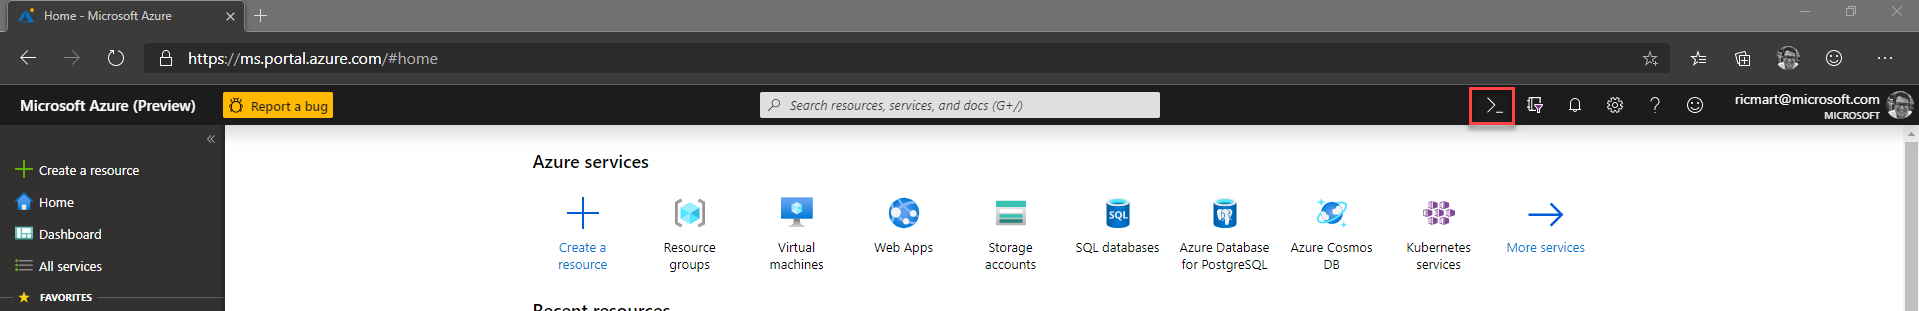 Home - Microsoft Azure
https://ms.portal.azure.com/#home
Microsoft Azure (Preview)
Report a bug
Search resources, services, and docs (G+/)
ricmart@microsoft.com
MICROSOFT
Create a resource
Home
Dashboard
All services
FAVORITES
Azure services
Create a
resource
Resource
groups
Virtual
machines
Web Apps
Storage
accounts
SQL
SQL databases
Azure Database
for PostgreSQL
Azure Cosmos
DB
Kubernetes
services
More services
Recent resources